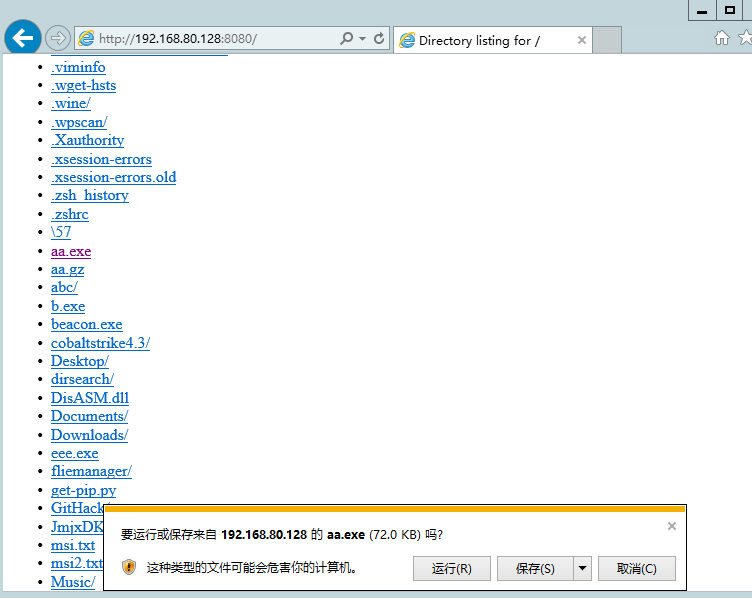 http://192.168.80.128:8080/
Directory listing for /
.viminfo
.wget-hsts
.wine/
.wpscan/
.Xauthority
.xsession-errors
.xsession-errors.old
.zsh_history
.zshrc
\57
aa.exe
aa.gz
abc/
b.exe
beacon.exe
cobaltstrike4.3/
Desktop/
dirsearch/
DisASM.dll
Documents/
Downloads/
eee.exe
fliemanager/
get-pip.py
GitHack/
JmjxDK
msi.txt
msi2.txt
Music/
要运行或保存来自 192.168.80.128 的 aa.exe (72.0 KB) 吗?
这种类型的文件可能会危害你的计算机。
运行(R)
保存(S)
取消(C)